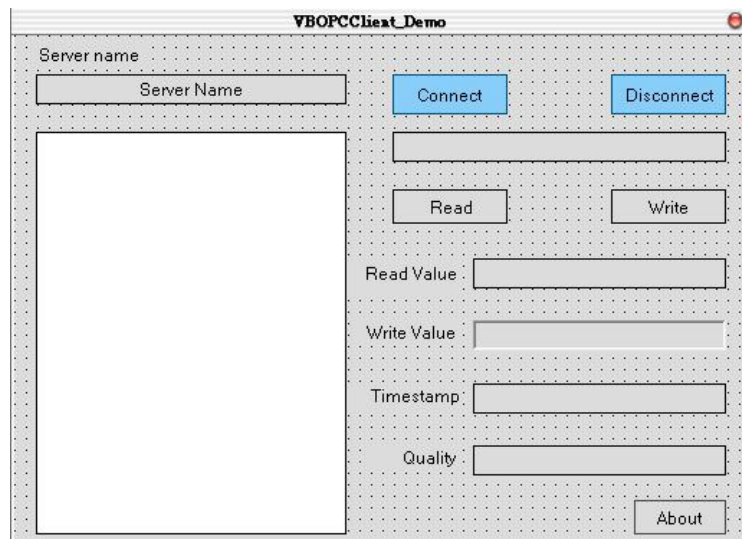 VBOPCClient_Demo
Server name
Server Name
Connect
Disconnect
Read
Write
Read Value
Write Value
Timestamp
Quality
About